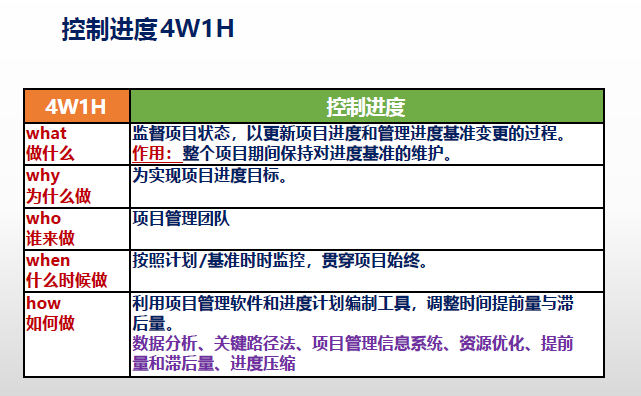 控制进度4W1H
4W1H
控制进度
what
做什么
监督项目状态，以更新项目进度和管理进度基准变更的过程。
作用：整个项目期间保持对进度基准的维护。
why
为什么做
为实现项目进度目标。
who
谁来做
项目管理团队
when
什么时候做
按照计划/基准时时监控，贯穿项目始终。
how
如何做
利用项目管理软件和进度计划编制工具，调整时间提前量与滞
后量。
数据分析、关键路径法、项目管理信息系统、资源优化、提前
量和滞后量、进度压缩